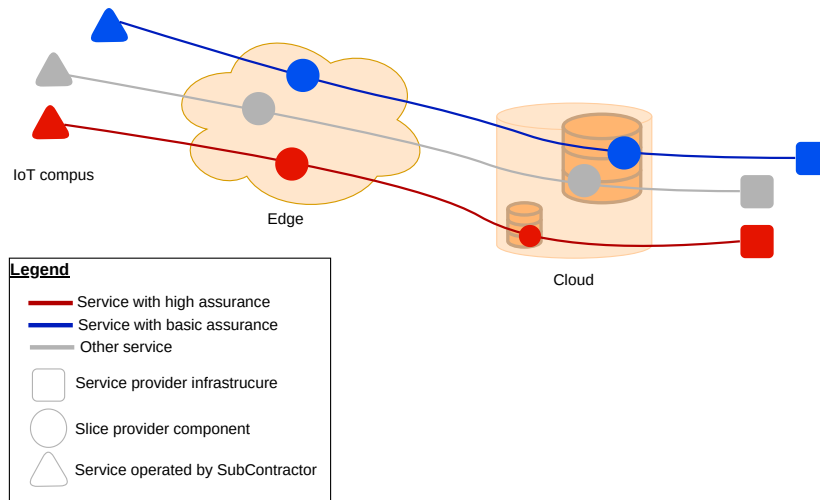 IoT compus
Edge
Cloud
Legend
Service with high assurance
Service with basic assurance
Other service
Service provider infrastrucure
Slice provider component
Service operated by SubContractor